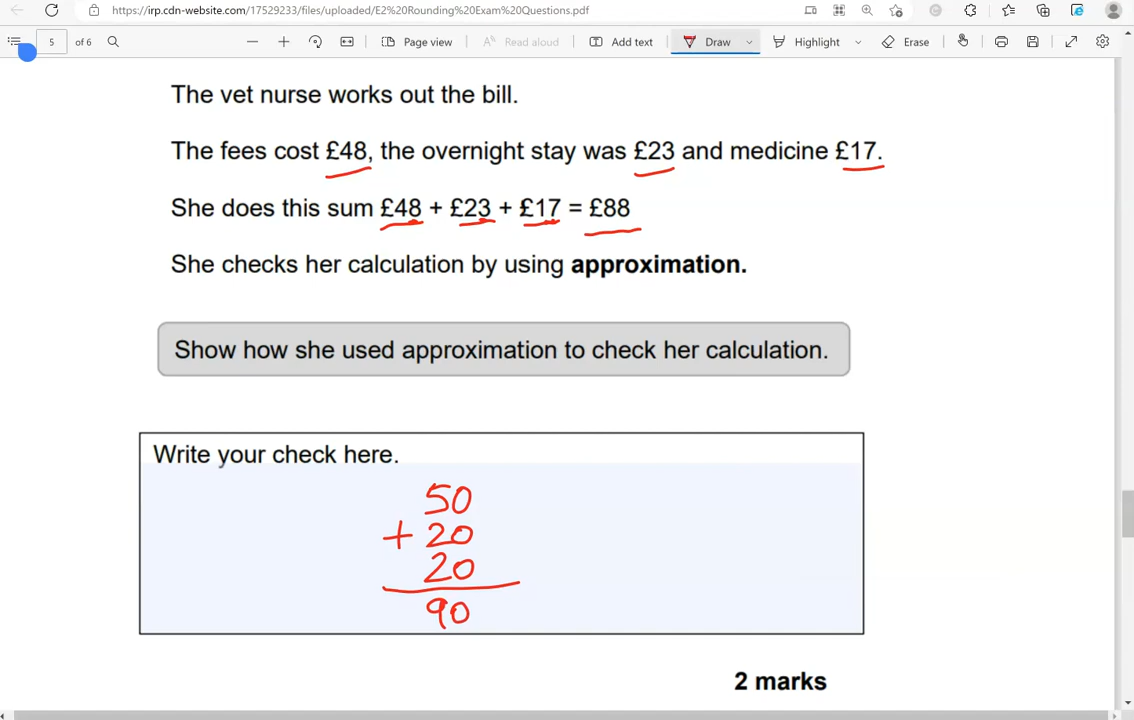 https://irp.cdn-website.com/17529233/files/uploaded/E2%20Rounding%20Exam%20Questions.pdf
5 of 6 Page view Read aloud Add text Draw Highlight Erase
The vet nurse works out the bill.
The fees cost £48, the overnight stay was £23 and medicine £17.
She does this sum £48 + £23 + £17 = £88
She checks her calculation by using approximation.
Show how she used approximation to check her calculation.
Write your check here.
50
+ 20
20
90
2 marks